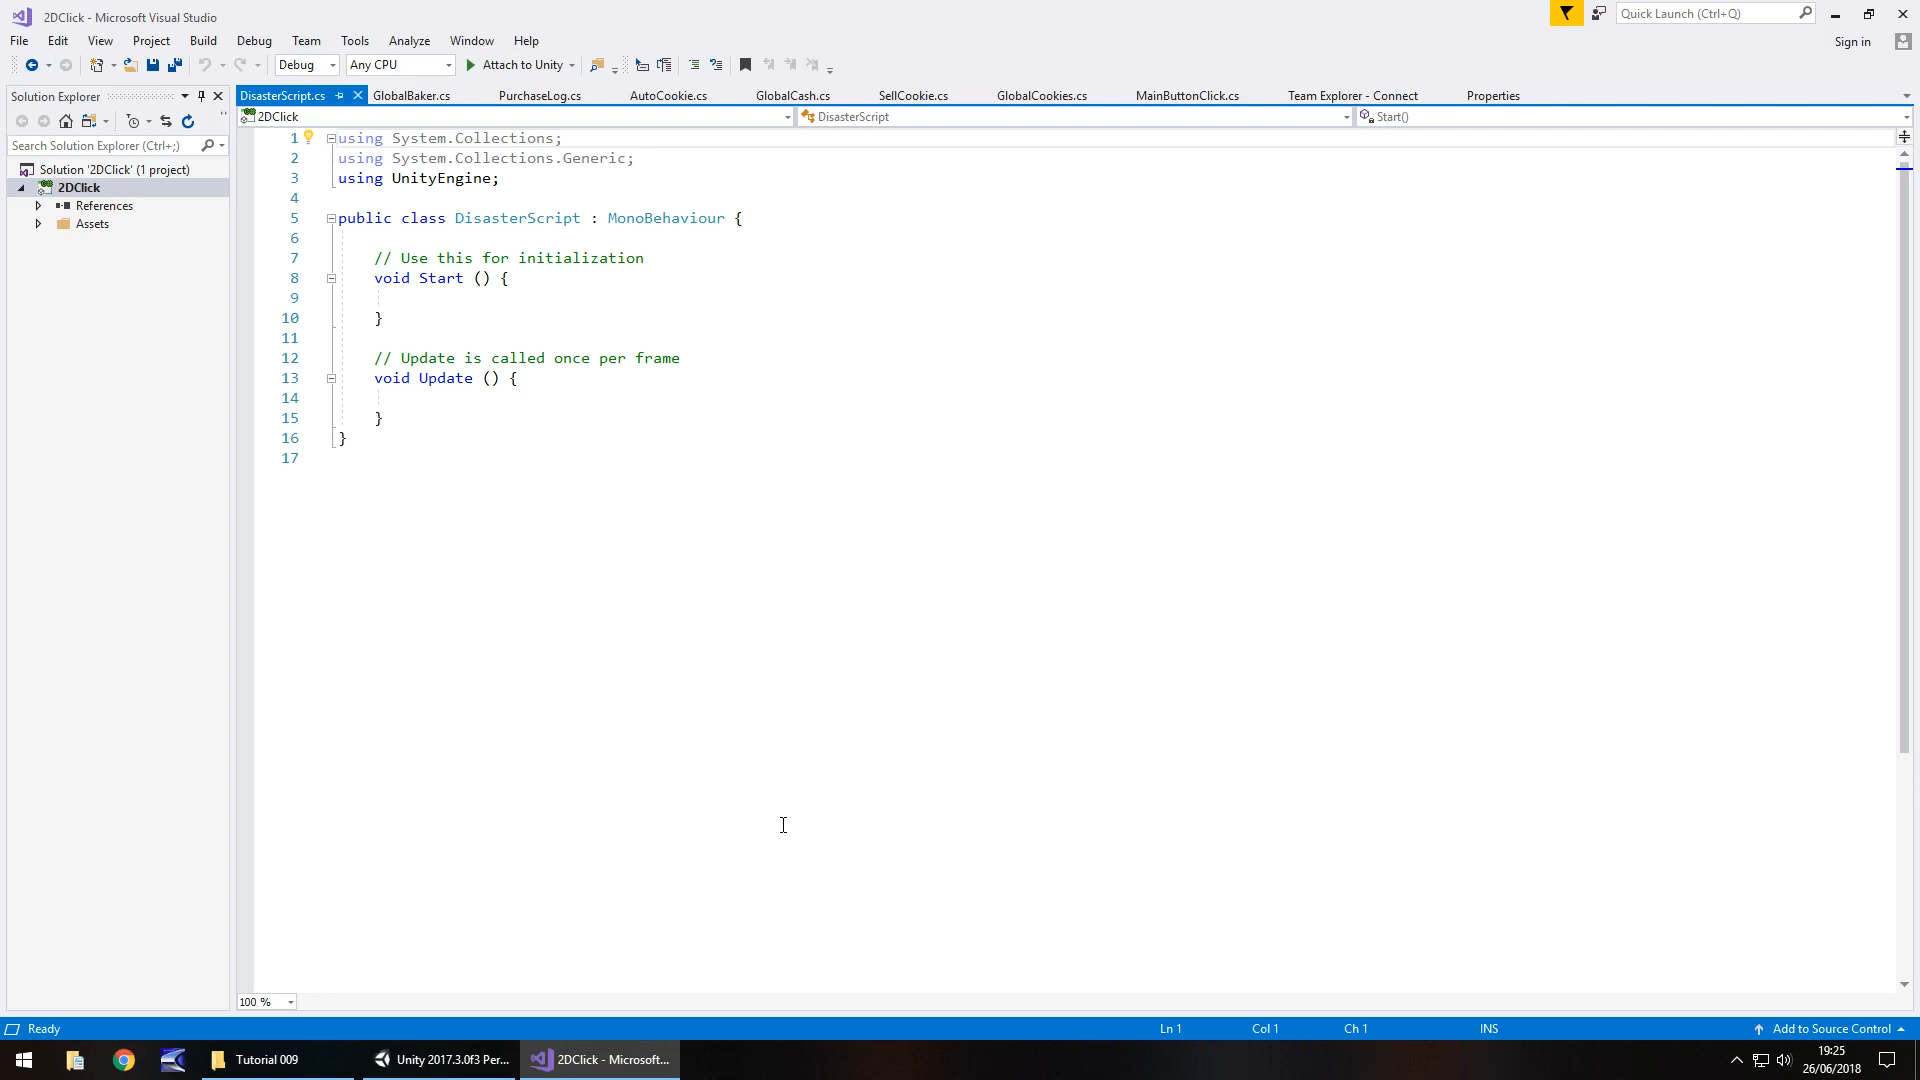 2DClick - Microsoft Visual Studio
Quick Launch (Ctrl+Q)
File Edit View Project Build Debug Team Tools Analyze Window Help
Sign in
Debug Any CPU Attach to Unity
Solution Explorer
DisasterScript.cs GlobalBaker.cs PurchaseLog.cs AutoCookie.cs GlobalCash.cs SellCookie.cs GlobalCookies.cs MainButtonClick.cs Team Explorer - Connect Properties
2DClick DisasterScript Start()
Search Solution Explorer (Ctrl+;)
Solution '2DClick' (1 project)
2DClick
References
Assets
1 using System.Collections;
2 using System.Collections.Generic;
3 using UnityEngine;
4
5 public class DisasterScript : MonoBehaviour {
6
7 // Use this for initialization
8 void Start () {
9
10 }
11
12 // Update is called once per frame
13 void Update () {
14
15 }
16 }
17
100 %
Ready Ln 1 Col 1 Ch 1 INS Add to Source Control
Tutorial 009 Unity 2017.3.0f3 Per... 2DClick - Microsoft...
19:25
26/06/2018